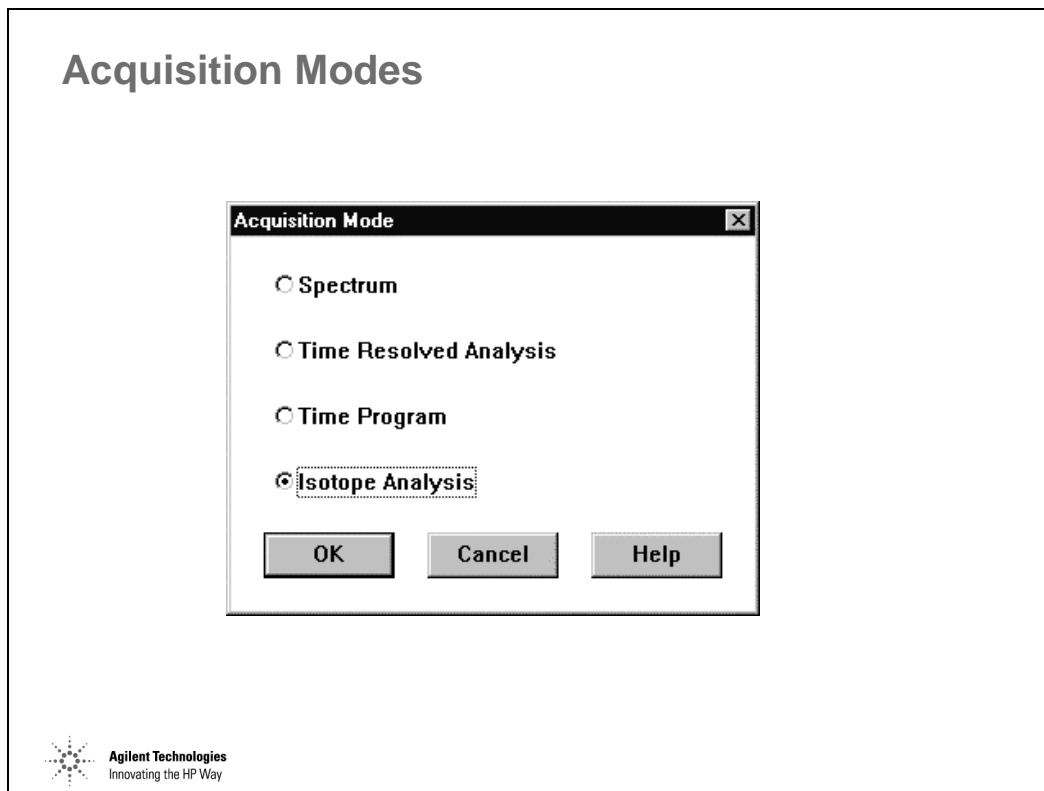 Acquisition Modes
Acquisition Mode
Spectrum
Time Resolved Analysis
Time Program
Isotope Analysis
OK Cancel Help
Agilent Technologies
Innovating the HP Way